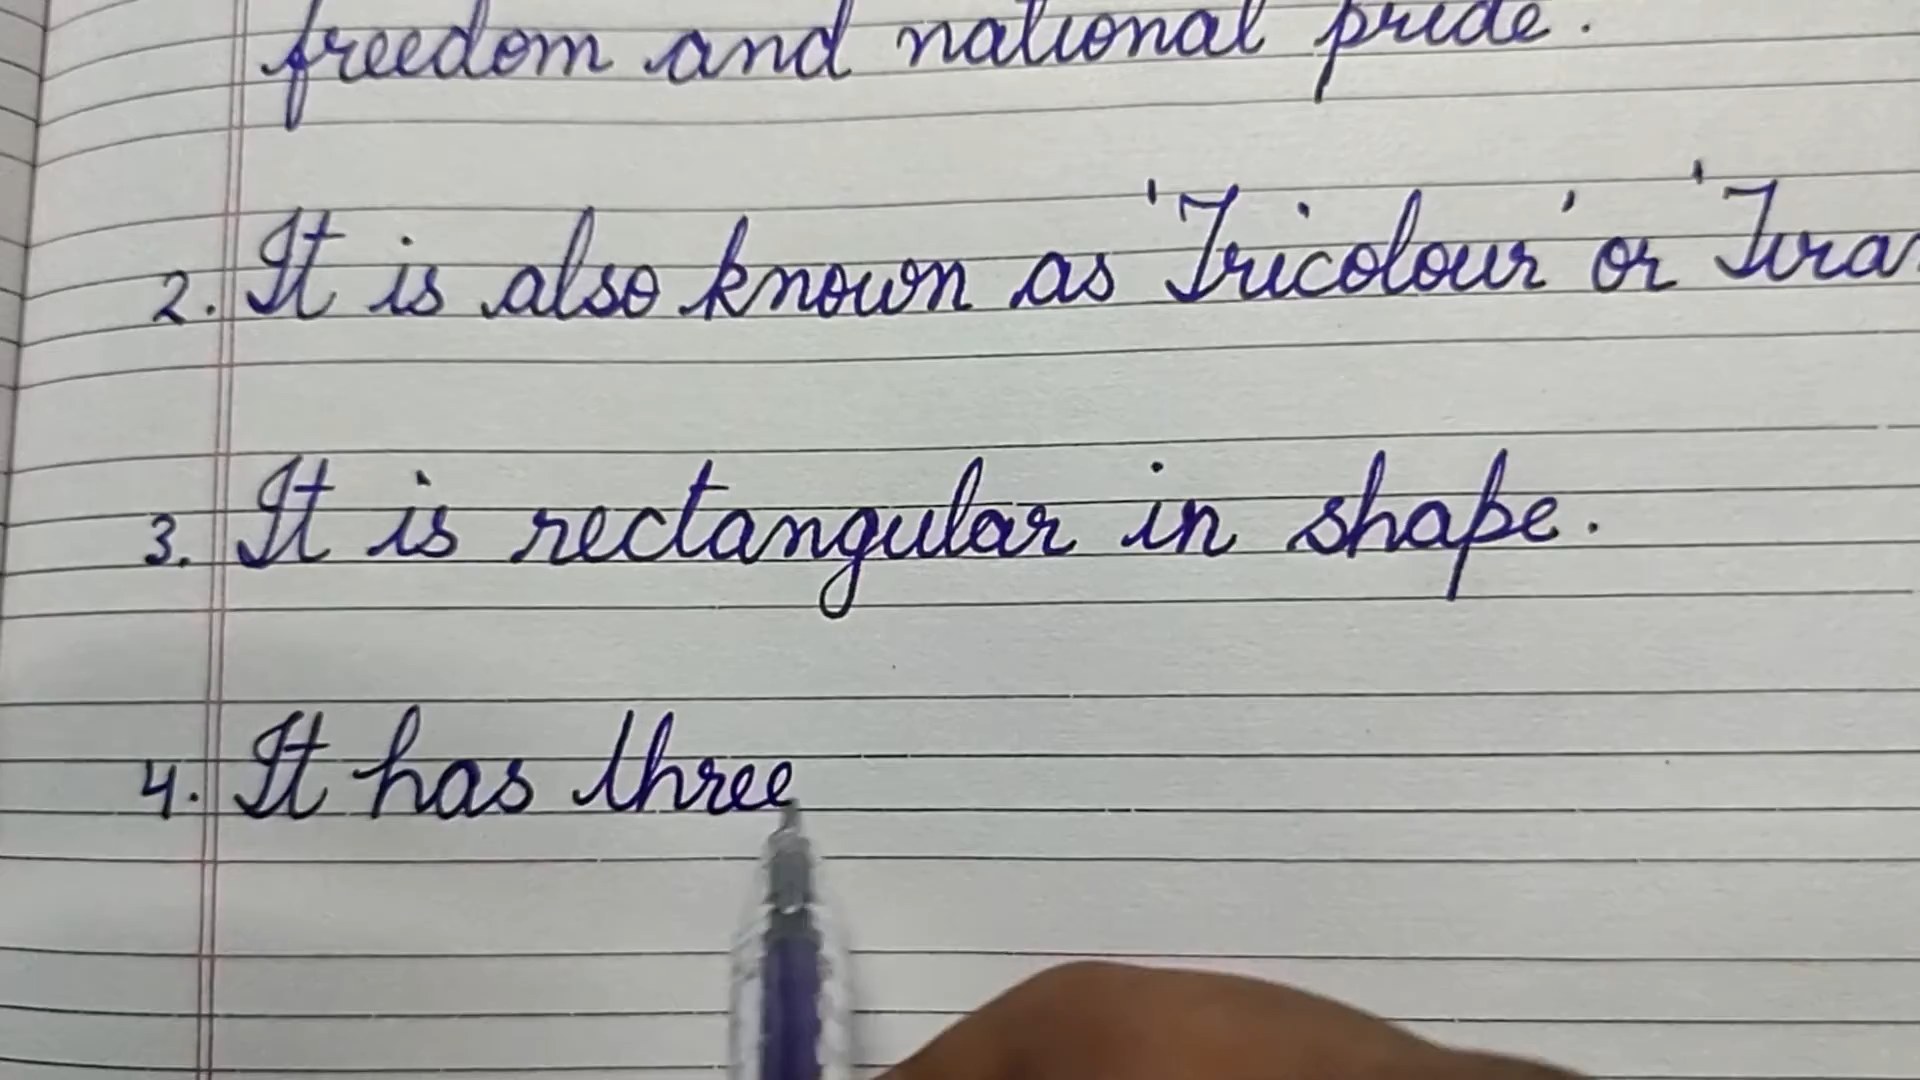 freedom and national pride.
2. It is also known as 'Tricolour' or '
3. It is rectangular in shape.
4. It has three